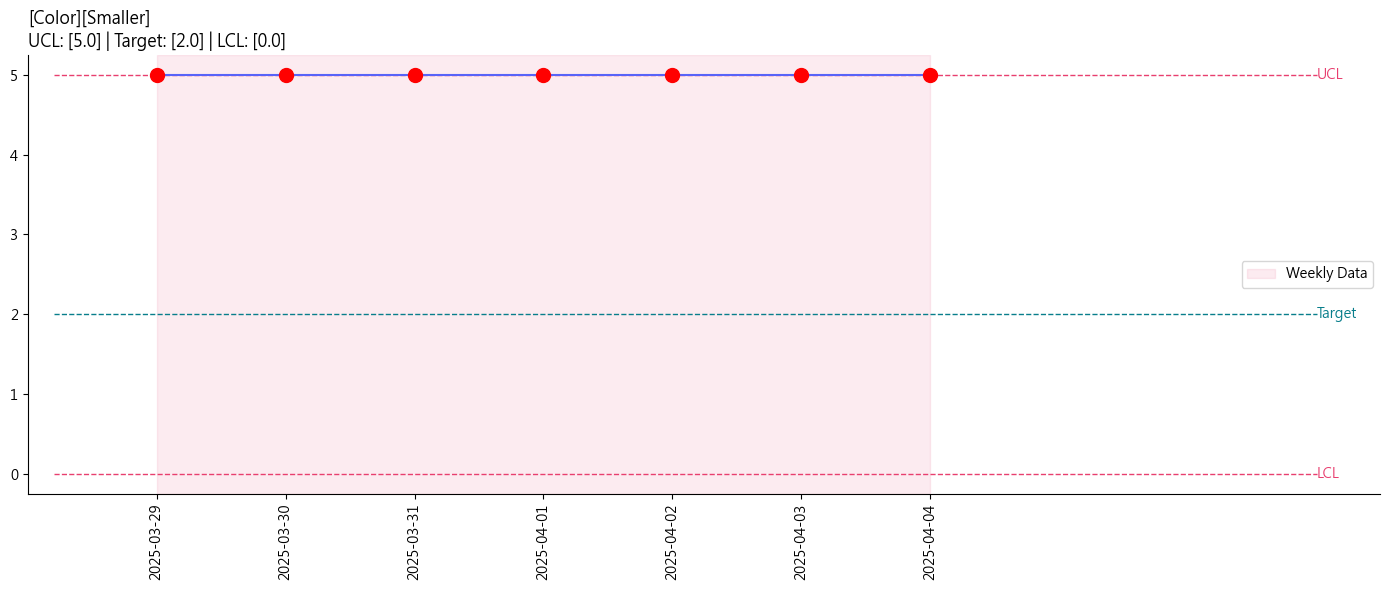 [Color][Smaller]
UCL: [5.0] | Target: [2.0] | LCL: [0.0]
5
UCL
4
3
Weekly Data
2
Target
1
0
LCL
2025-03-29
2025-03-30
2025-03-31
2025-04-01
2025-04-02
2025-04-03
2025-04-04